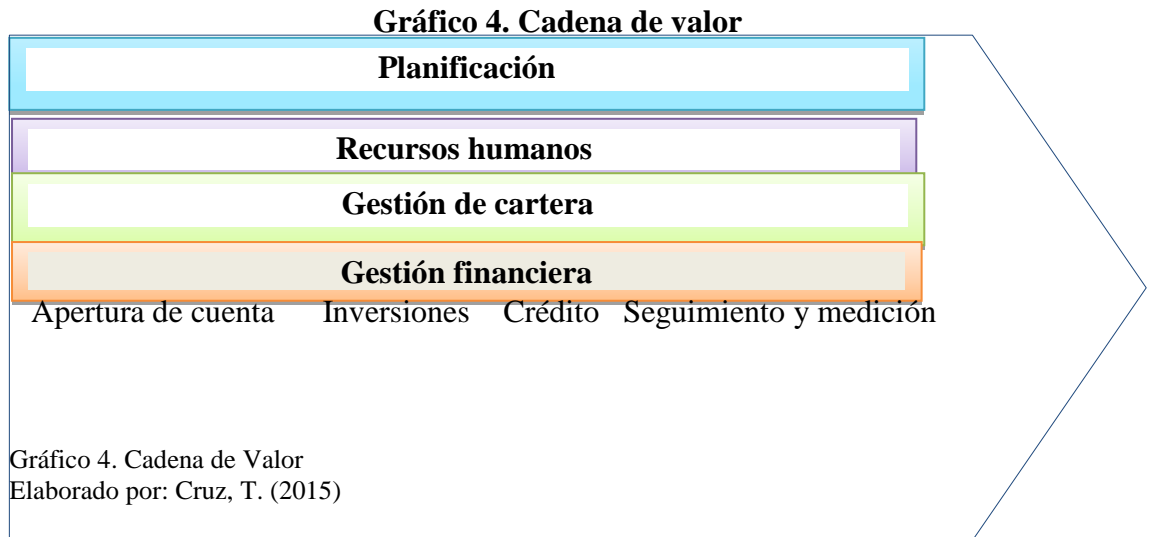 Gráfico 4. Cadena de valor
Planificación
Recursos humanos
Gestión de cartera
Gestión financiera
Apertura de cuenta Inversiones Crédito Seguimiento y medición
Gráfico 4. Cadena de Valor
Elaborado por: Cruz, T. (2015)